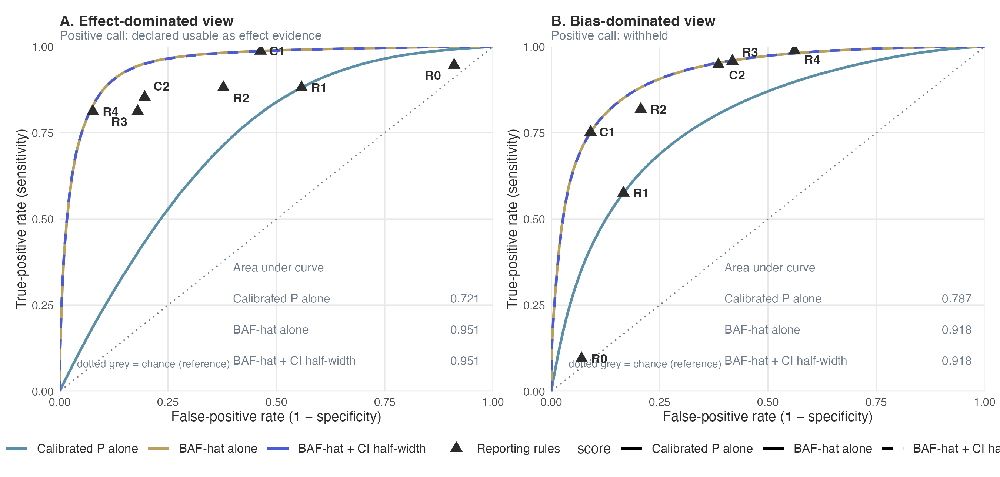 A. Effect-dominated view
Positive call: declared usable as effect evidence
True-positive rate (sensitivity)
1.00
0.75
0.50
0.25
0.00
C1
R0
C2
R2
R1
R4
R3
Area under curve
Calibrated P alone 0.721
BAF-hat alone 0.951
BAF-hat + CI half-width 0.951
dotted grey = chance (reference)
0.00 0.25 0.50 0.75 1.00
False-positive rate (1 − specificity)
B. Bias-dominated view
Positive call: withheld
True-positive rate (sensitivity)
1.00
0.75
0.50
0.25
0.00
R3
R4
C2
R2
C1
R1
Area under curve
Calibrated P alone 0.787
BAF-hat alone 0.918
R0
BAF-hat + CI half-width 0.918
dotted grey = chance (reference)
0.00 0.25 0.50 0.75 1.00
False-positive rate (1 − specificity)
Calibrated P alone BAF-hat alone BAF-hat + CI half-width Reporting rules score Calibrated P alone BAF-hat alone BAF-hat + CI ha